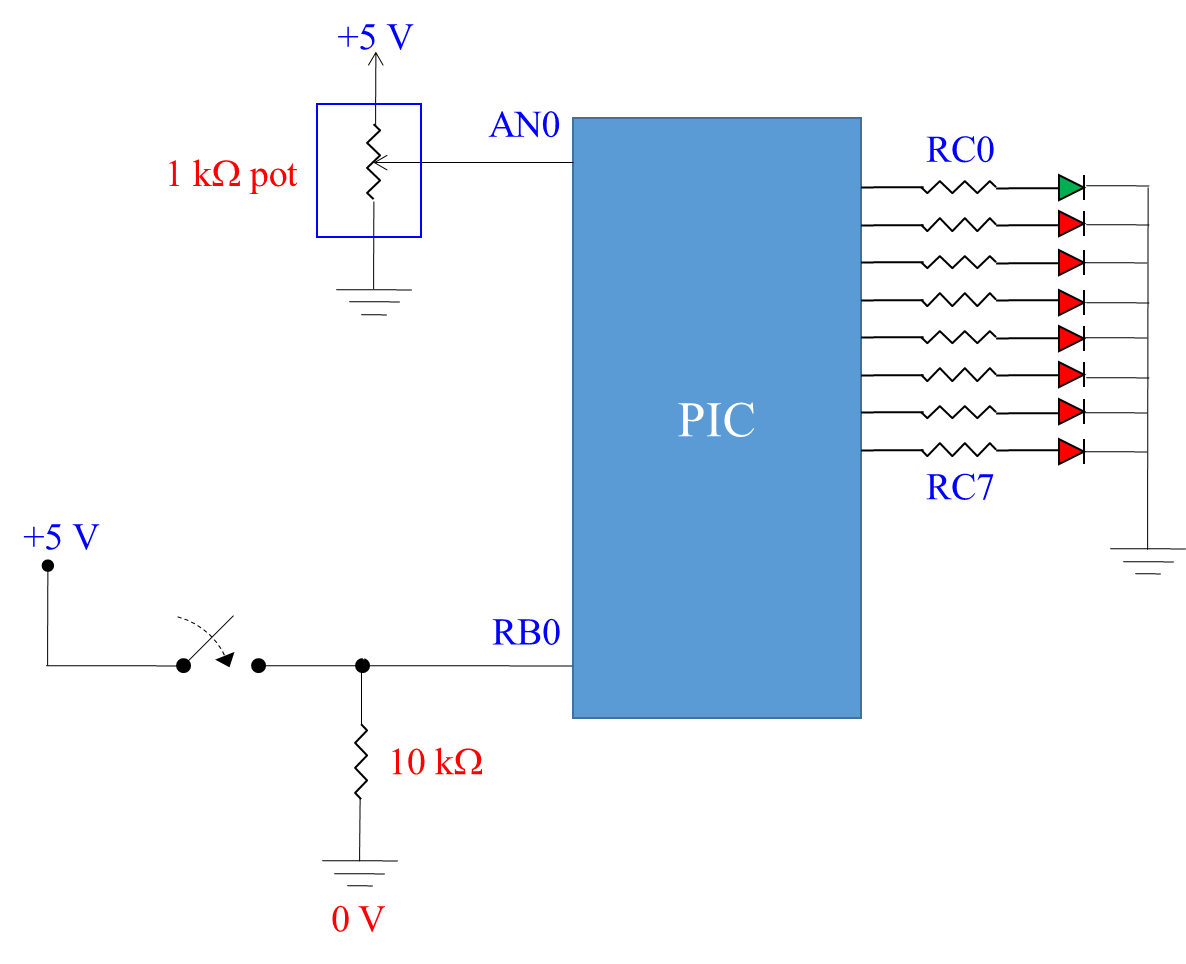 +5 V
AN0
1 kΩ pot
RC0
PIC
RC7
+5 V
RB0
10 kΩ
0 V